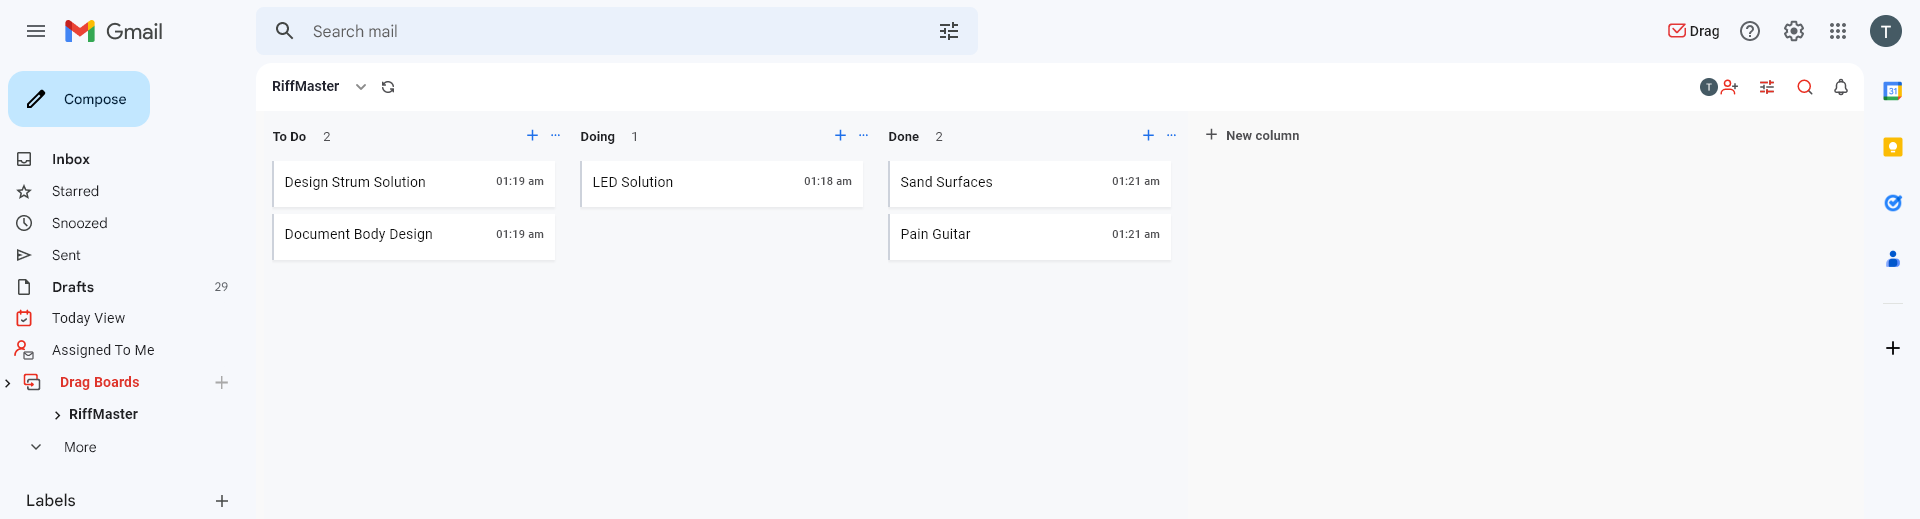 Gmail
Search mail
Drag
T
Compose
RiffMaster
T
31
Inbox
Starred
Snoozed
Sent
Drafts 29
Today View
Assigned To Me
Drag Boards
RiffMaster
More
Labels
To Do 2
Design Strum Solution 01:19 am
Document Body Design 01:19 am
Doing 1
LED Solution 01:18 am
Done 2
Sand Surfaces 01:21 am
Pain Guitar 01:21 am
New column